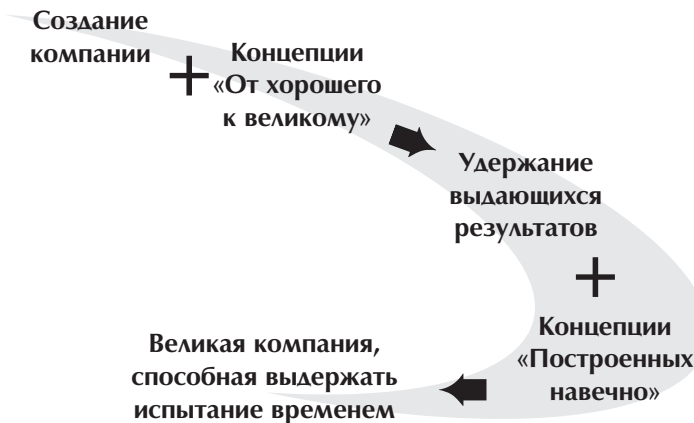 Создание
компании
+
Концепции
«От хорошего
к великому»
Удержание
выдающихся
результатов
+
Концепции
«Построенных
навечно»
Великая компания,
способная выдержать
испытание временем